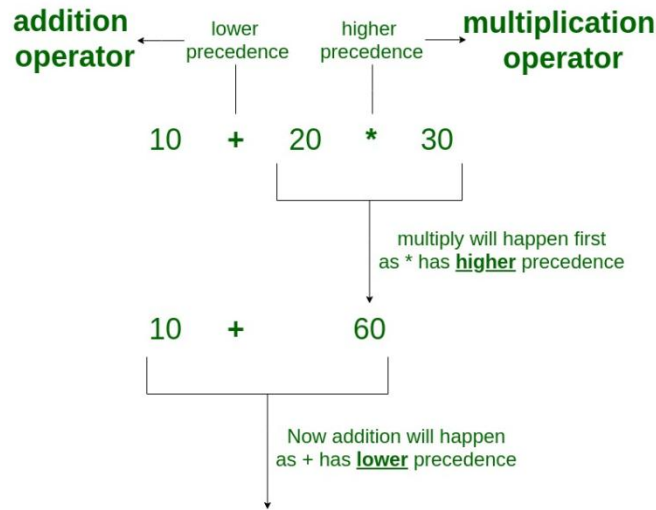 addition
operator
lower
precedence
higher
precedence
multiplication
operator
10 + 20 * 30
multiply will happen first
as * has higher precedence
10 + 60
Now addition will happen
as + has lower precedence